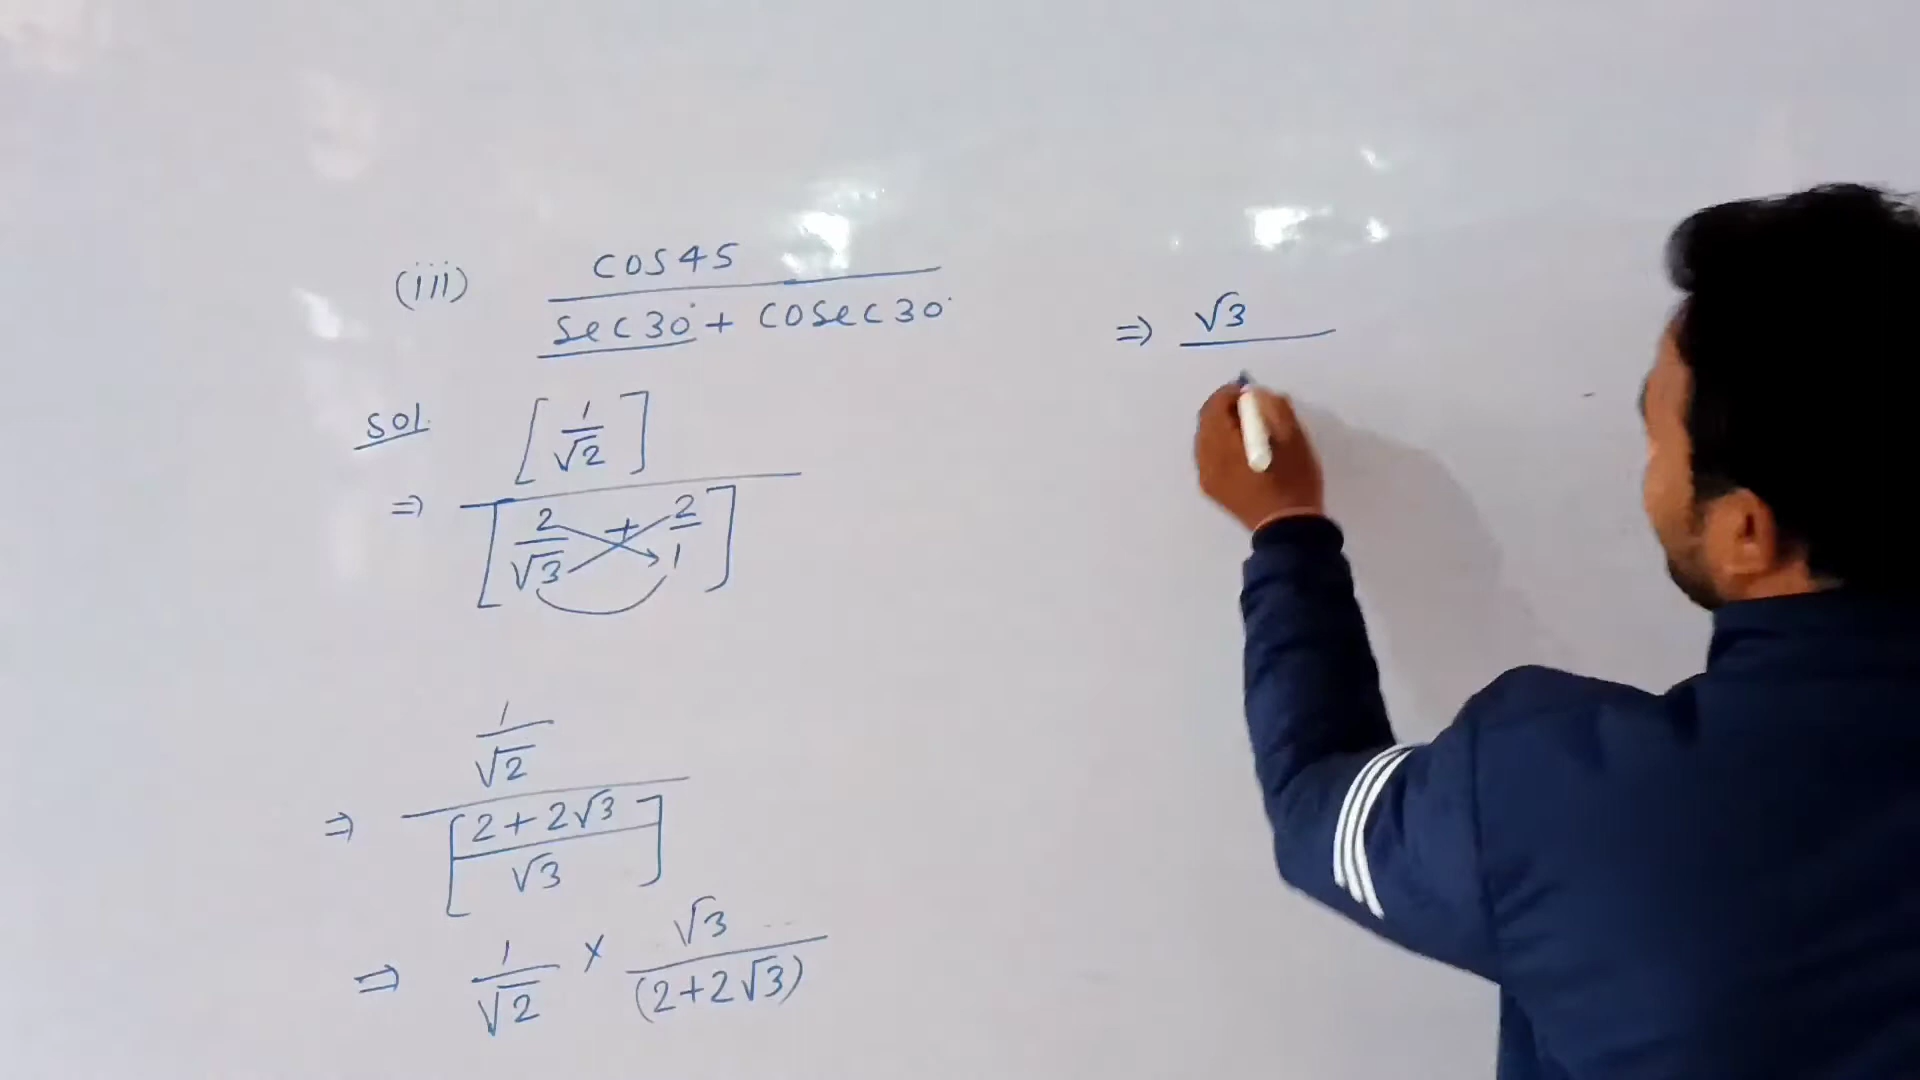 (iii) cos45
sec30° + cosec30°
sol.
[1/√2]
⇒ [2/√3 + 2/1]
1/√2
⇒ [2+2√3
√3]
⇒ 1/√2 × √3/(2+2√3)
⇒ √3